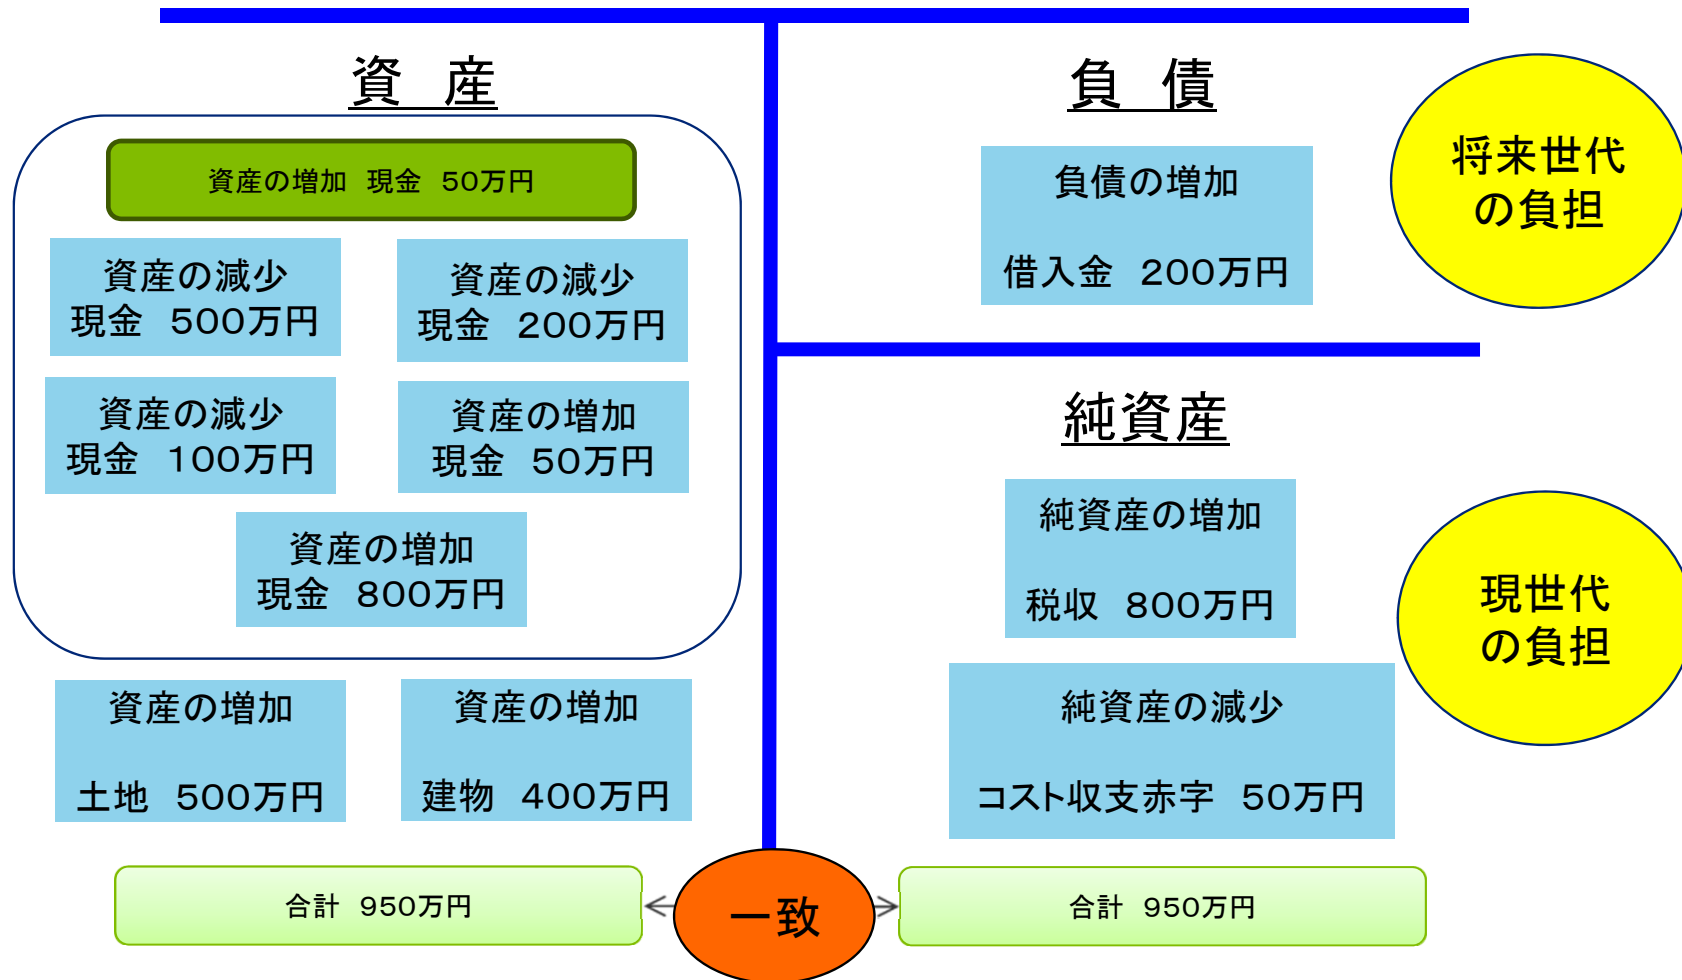 資　産
資産の増加 現金 50万円
資産の減少
現金 500万円
資産の減少
現金 200万円
資産の減少
現金 100万円
資産の増加
現金 50万円
資産の増加
現金 800万円
資産の増加
土地 500万円
資産の増加
建物 400万円
合計 950万円
負　債
負債の増加
借入金 200万円
将来世代
の負担
純資産
純資産の増加
税収 800万円
純資産の減少
コスト収支赤字 50万円
現世代
の負担
一致
合計 950万円